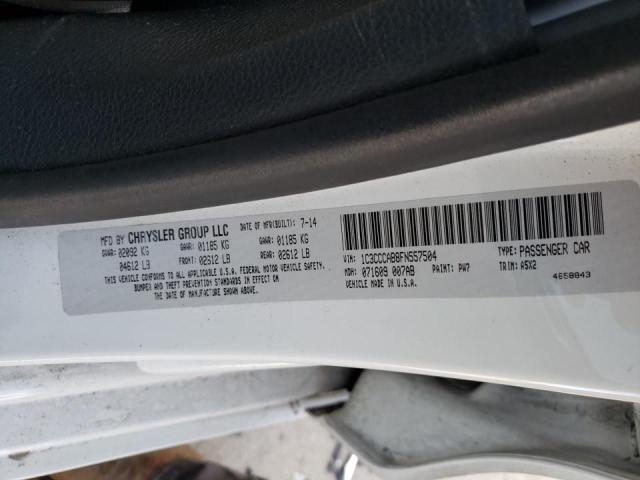 MFD BY CHRYSLER GROUP LLC
DATE OF MFR(BUILT): 7-14
GVWR: 02092 KG GAWR: 01185 KG GAWR: 01185 KG
04612 LB FRONT: 02612 LB REAR: 02612 LB
THIS VEHICLE CONFORMS TO ALL APPLICABLE U.S.A. FEDERAL MOTOR VEHICLE SAFETY,
BUMPER AND THEFT PREVENTION STANDARDS IN EFFECT ON
THE DATE OF MANUFACTURE SHOWN ABOVE.
VIN: 1C3CCCAB8FN557504 TYPE: PASSENGER CAR
MDH: 071609 007AB PAINT: PW7 TRIM: A5X2
VEHICLE MADE IN U.S.A. 4658843